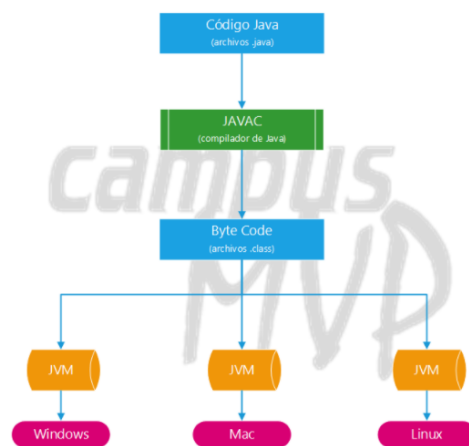 Código Java
(archivos .java)
JAVAC
(compilador de Java)
campus
MVP
Byte Code
(archivos .class)
JVM
JVM
JVM
Windows
Mac
Linux